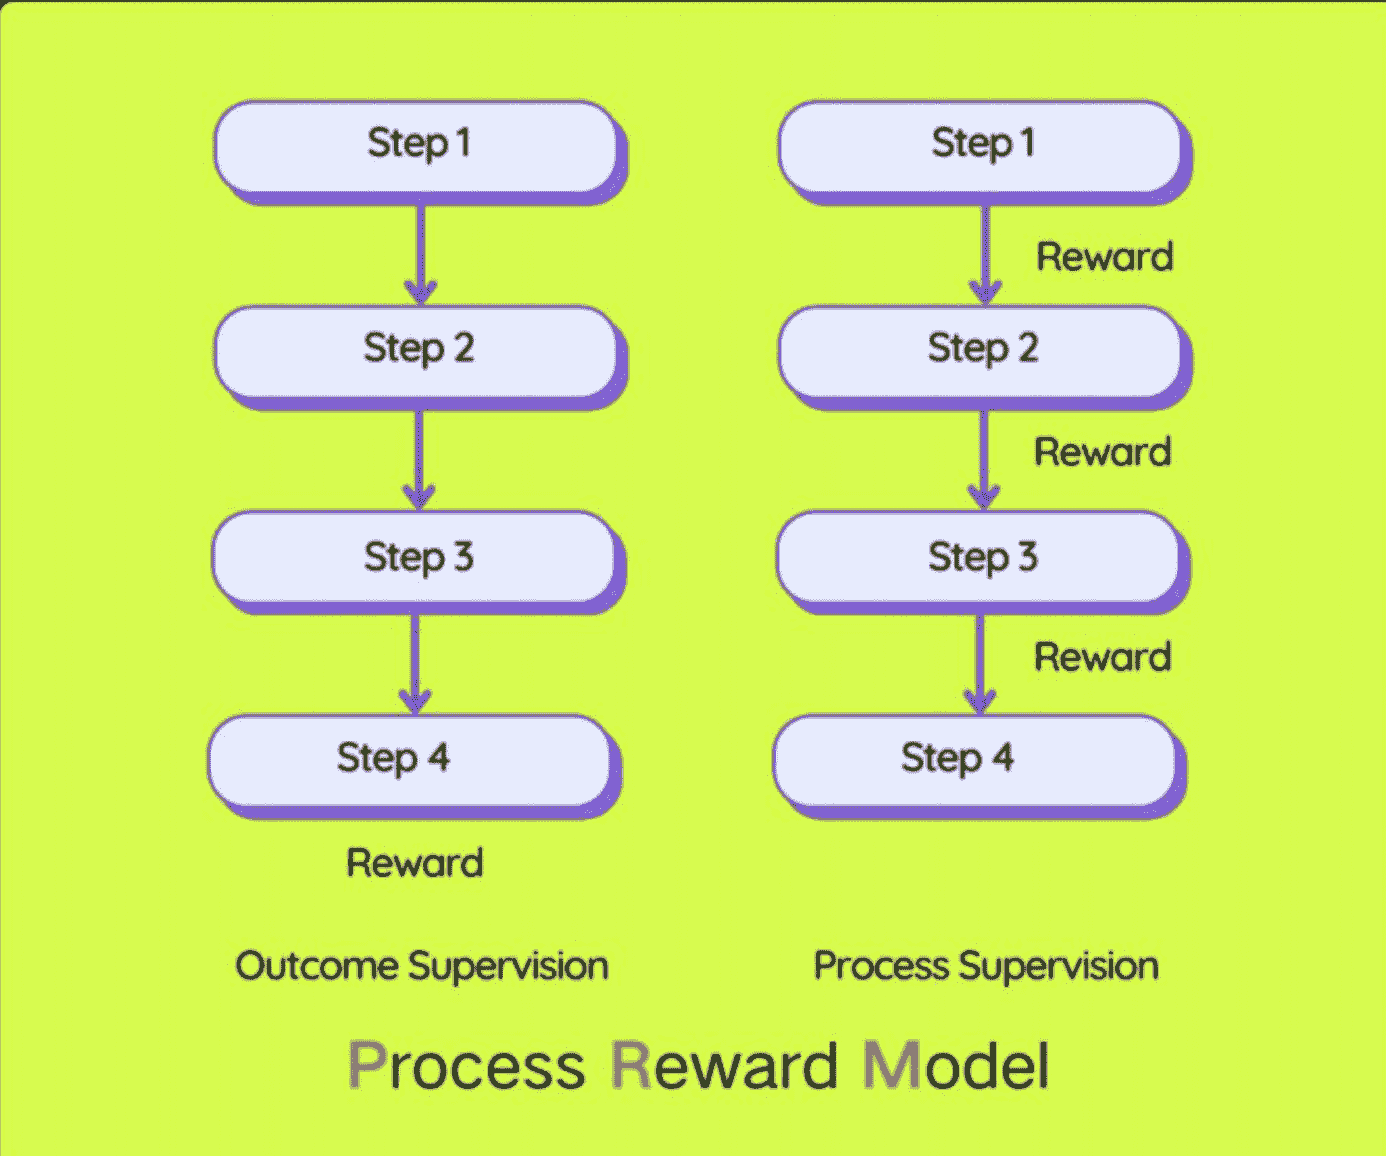 Step 1
Step 2
Step 3
Step 4
Reward
Outcome Supervision
Step 1
Reward
Step 2
Reward
Step 3
Reward
Step 4
Process Supervision
Process Reward Model